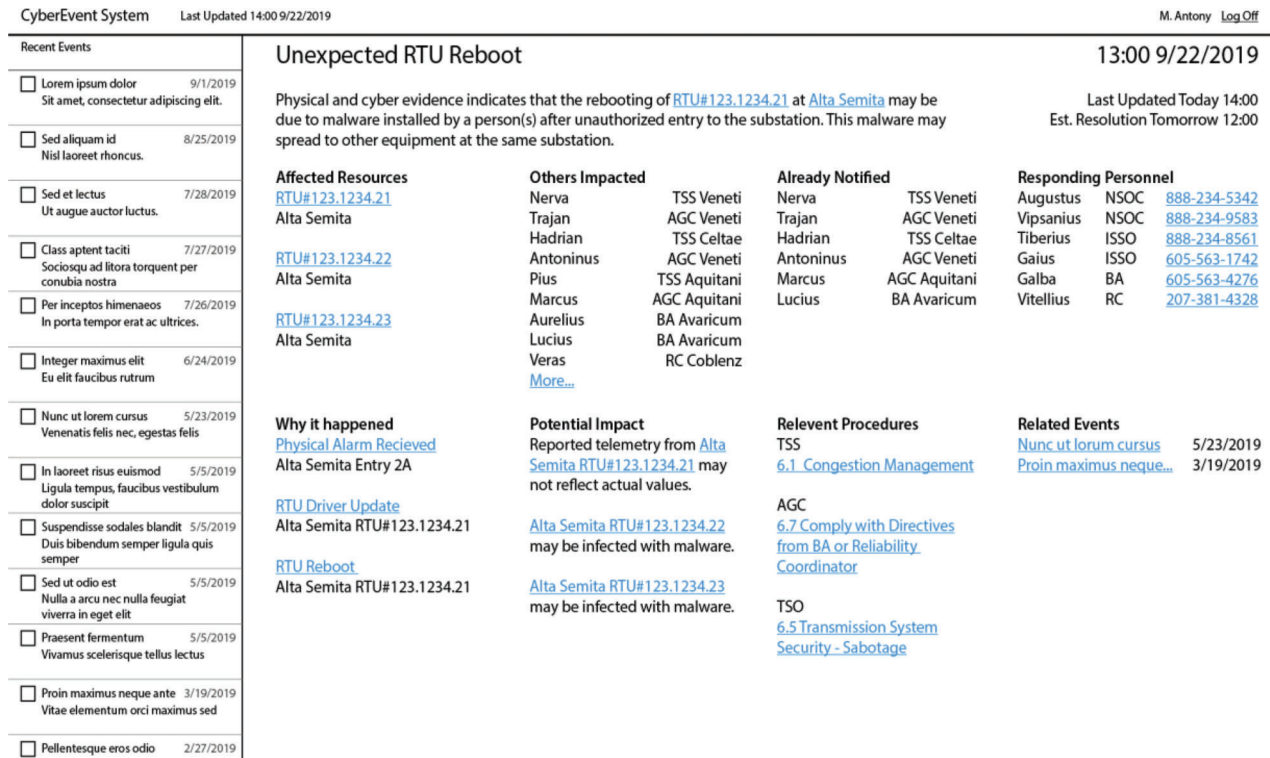 CyberEvent System Last Updated 14:00 9/22/2019 M. Antony Log Off
Recent Events
Lorem ipsum dolor 9/1/2019
Sit amet, consectetur adipiscing elit.
Sed aliquam id 8/25/2019
Nisl laoreet rhoncus.
Sed et lectus 7/28/2019
Ut augue auctor luctus.
Class aptent taciti 7/27/2019
Sociosqu ad litora torquent per
conubia nostra
Per inceptos himenaeos 7/26/2019
In porta tempor erat ac ultrices.
Integer maximus elit 6/24/2019
Eu elit faucibus rutrum
Nunc ut lorem cursus 5/23/2019
Venenatis felis nec, egestas felis
In laoreet risus euismod 5/5/2019
Ligula tempus, faucibus vestibulum
dolor suscipit
Suspendisse sodales blandit 5/5/2019
Duis bibendum semper ligula quis
semper
Sed ut odio est 5/5/2019
Nulla a arcu nec nulla feugiat
viverra in eget elit
Praesent fermentum 5/5/2019
Vivamus scelerisque tellus lectus
Proin maximus neque ante 3/19/2019
Vitae elementum orci maximus sed
Pellentesque eros odio 2/27/2019
Unexpected RTU Reboot 13:00 9/22/2019
Physical and cyber evidence indicates that the rebooting of RTU#123.1234.21 at Alta Semita may be
due to malware installed by a person(s) after unauthorized entry to the substation. This malware may
spread to other equipment at the same substation.
Last Updated Today 14:00
Est. Resolution Tomorrow 12:00
Affected Resources
RTU#123.1234.21
Alta Semita
RTU#123.1234.22
Alta Semita
RTU#123.1234.23
Alta Semita
Others Impacted
Nerva TSS Veneti
Trajan AGC Veneti
Hadrian TSS Celtae
Antoninus AGC Veneti
Pius TSS Aquitani
Marcus AGC Aquitani
Aurelius BA Avaricum
Lucius BA Avaricum
Veras RC Coblenz
More...
Already Notified
Nerva TSS Veneti
Trajan AGC Veneti
Hadrian TSS Celtae
Antoninus AGC Veneti
Marcus AGC Aquitani
Lucius BA Avaricum
Responding Personnel
Augustus NSOC 888-234-5342
Vipsanius NSOC 888-234-9583
Tiberius ISSO 888-234-8561
Gaius ISSO 605-563-1742
Galba BA 605-563-4276
Vitellius RC 207-381-4328
Why it happened
Physical Alarm Recieved
Alta Semita Entry 2A
RTU Driver Update
Alta Semita RTU#123.1234.21
RTU Reboot
Alta Semita RTU#123.1234.21
Potential Impact
Reported telemetry from Alta
Semita RTU#123.1234.21 may
not reflect actual values.
Alta Semita RTU#123.1234.22
may be infected with malware.
Alta Semita RTU#123.1234.23
may be infected with malware.
Relevent Procedures
TSS
6.1 Congestion Management
AGC
6.7 Comply with Directives
from BA or Reliability
Coordinator
TSO
6.5 Transmission System
Security - Sabotage
Related Events
Nunc ut lorum cursus 5/23/2019
Proin maximus neque... 3/19/2019